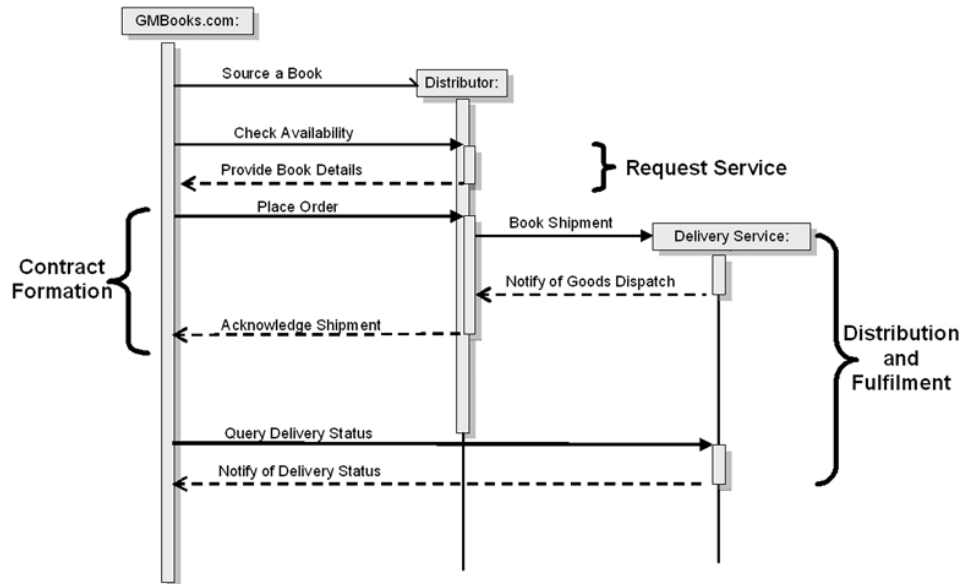 GMBooks.com:
Source a Book
Distributor:
Check Availability
Request Service
Provide Book Details
Place Order
Book Shipment
Delivery Service:
Contract
Formation
Notify of Goods Dispatch
Acknowledge Shipment
Distribution
and
Fulfilment
Query Delivery Status
Notify of Delivery Status